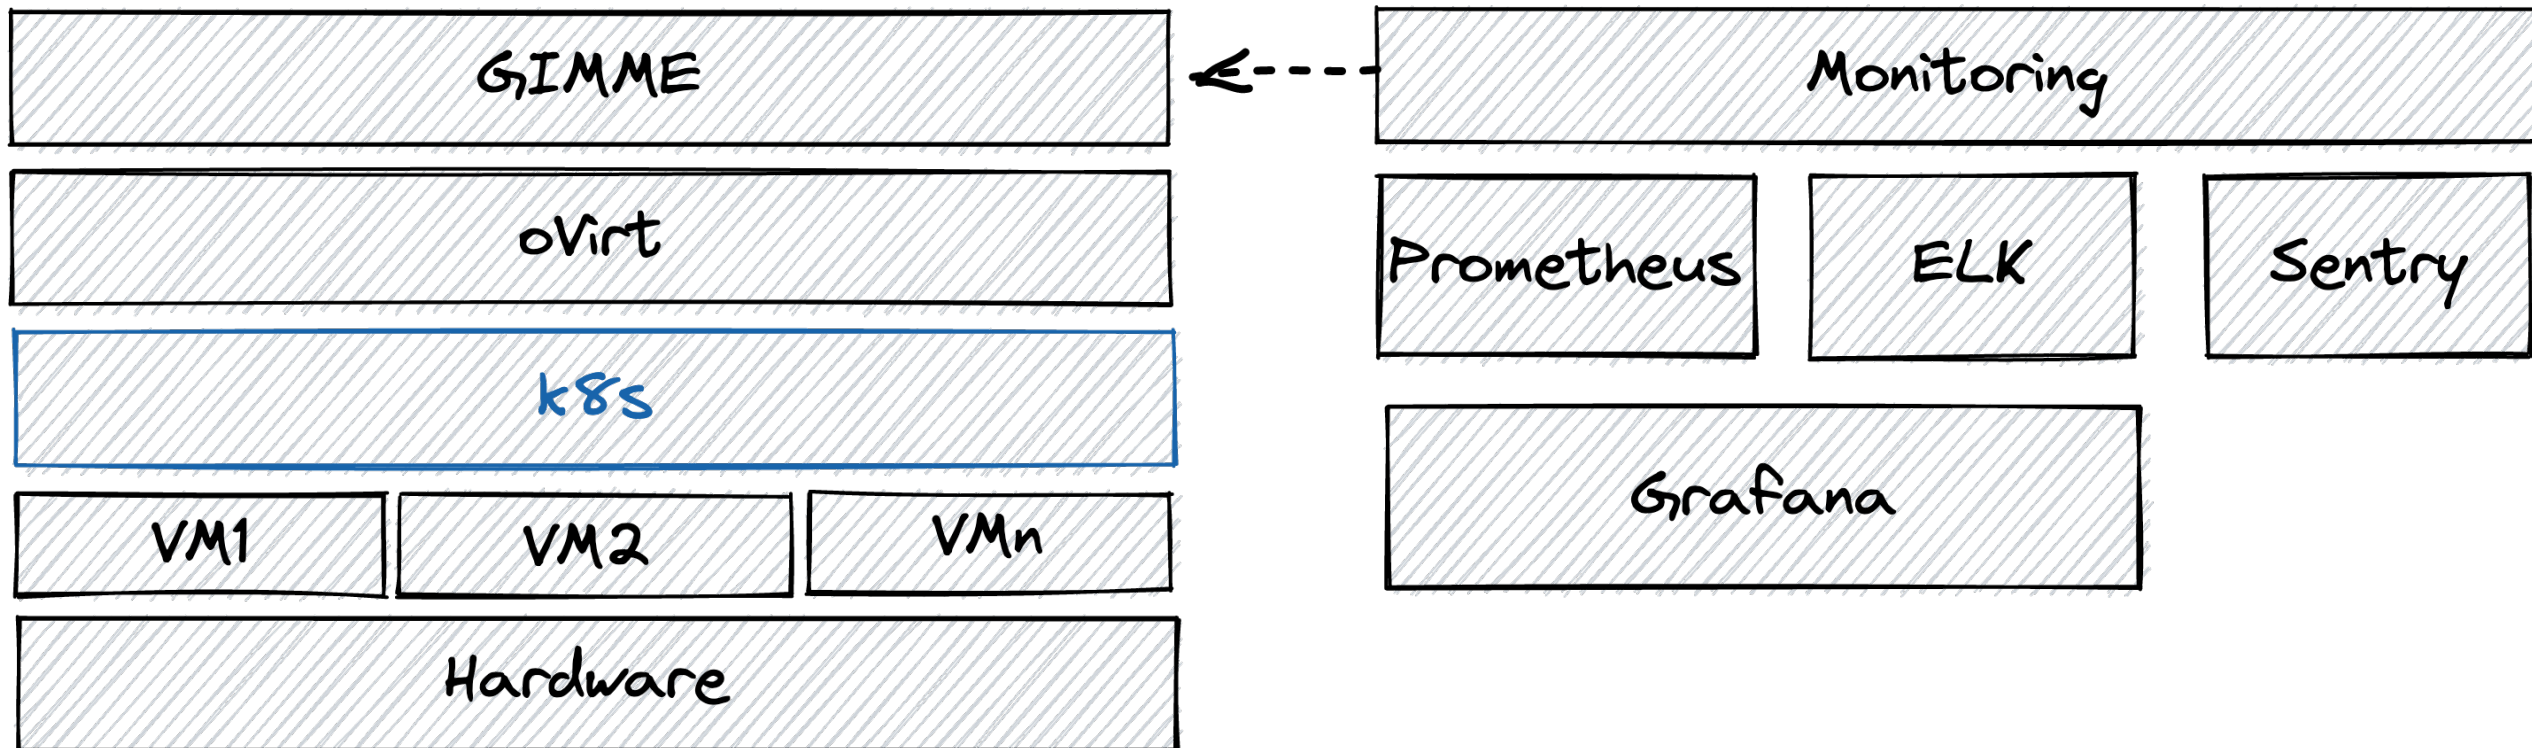 GIMME
oVirt
k8s
VM1
VM2
VMn
Hardware
Monitoring
Prometheus
ELK
Sentry
Grafana